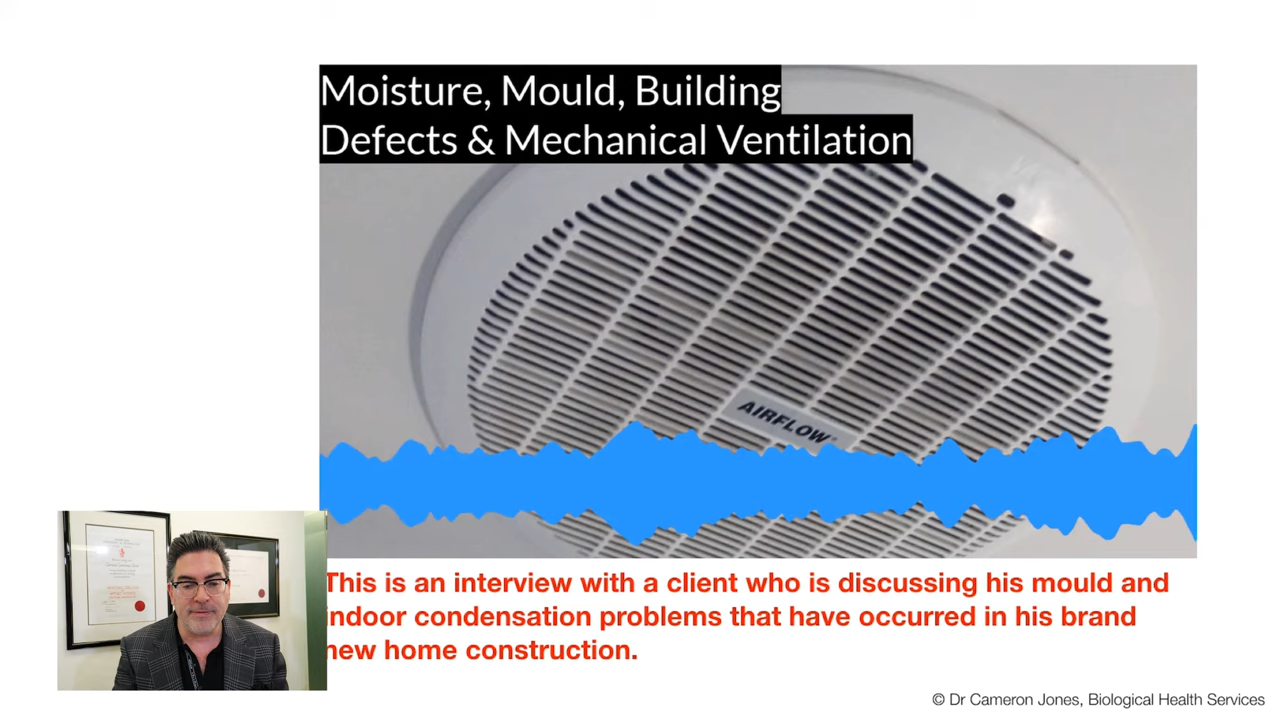 Moisture, Mould, Building
Defects & Mechanical Ventilation
AIRFLOW
This is an interview with a client who is discussing his mould and
indoor condensation problems that have occurred in his brand
new home construction.
© Dr Cameron Jones, Biological Health Services